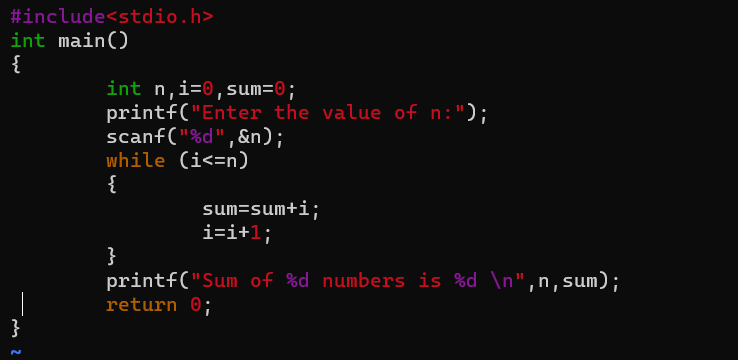 #include<stdio.h>
int main()
{
        int n,i=0,sum=0;
        printf("Enter the value of n:");
        scanf("%d",&n);
        while (i<=n)
        {
                sum=sum+i;
                i=i+1;
        }
        printf("Sum of %d numbers is %d \n",n,sum);
        return 0;
}
~